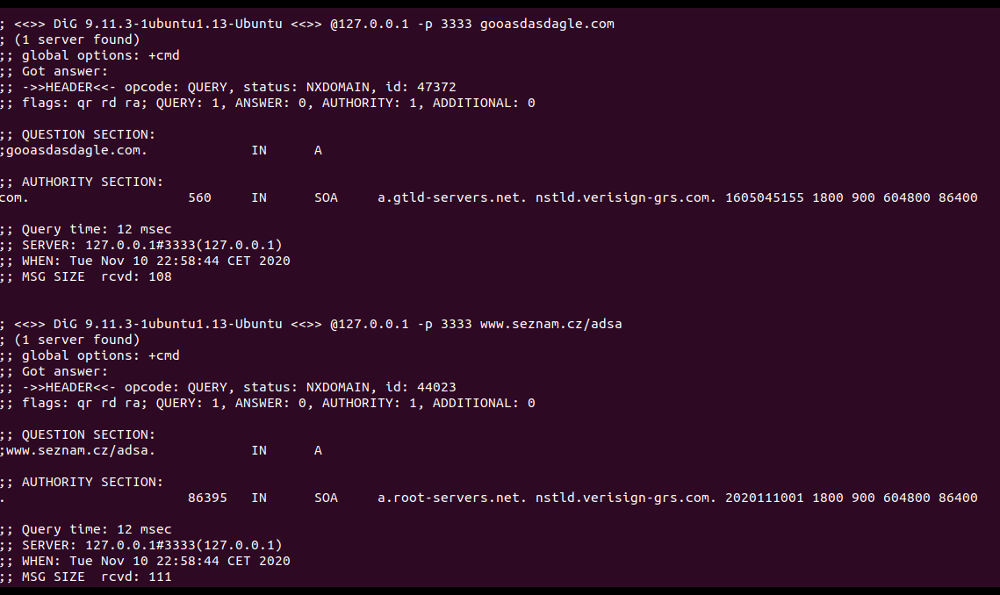 ; <<>> DiG 9.11.3-1ubuntu1.13-Ubuntu <<>> @127.0.0.1 -p 3333 gooasdasdagle.com
; (1 server found)
;; global options: +cmd
;; Got answer:
;; ->>HEADER<<- opcode: QUERY, status: NXDOMAIN, id: 47372
;; flags: qr rd ra; QUERY: 1, ANSWER: 0, AUTHORITY: 1, ADDITIONAL: 0

;; QUESTION SECTION:
;gooasdasdagle.com. IN A

;; AUTHORITY SECTION:
com. 560 IN SOA a.gtld-servers.net. nstld.verisign-grs.com. 1605045155 1800 900 604800 86400

;; Query time: 12 msec
;; SERVER: 127.0.0.1#3333(127.0.0.1)
;; WHEN: Tue Nov 10 22:58:44 CET 2020
;; MSG SIZE  rcvd: 108

; <<>> DiG 9.11.3-1ubuntu1.13-Ubuntu <<>> @127.0.0.1 -p 3333 www.seznam.cz/adsa
; (1 server found)
;; global options: +cmd
;; Got answer:
;; ->>HEADER<<- opcode: QUERY, status: NXDOMAIN, id: 44023
;; flags: qr rd ra; QUERY: 1, ANSWER: 0, AUTHORITY: 1, ADDITIONAL: 0

;; QUESTION SECTION:
;www.seznam.cz/adsa. IN A

;; AUTHORITY SECTION:
. 86395 IN SOA a.root-servers.net. nstld.verisign-grs.com. 2020111001 1800 900 604800 86400

;; Query time: 12 msec
;; SERVER: 127.0.0.1#3333(127.0.0.1)
;; WHEN: Tue Nov 10 22:58:44 CET 2020
;; MSG SIZE  rcvd: 111